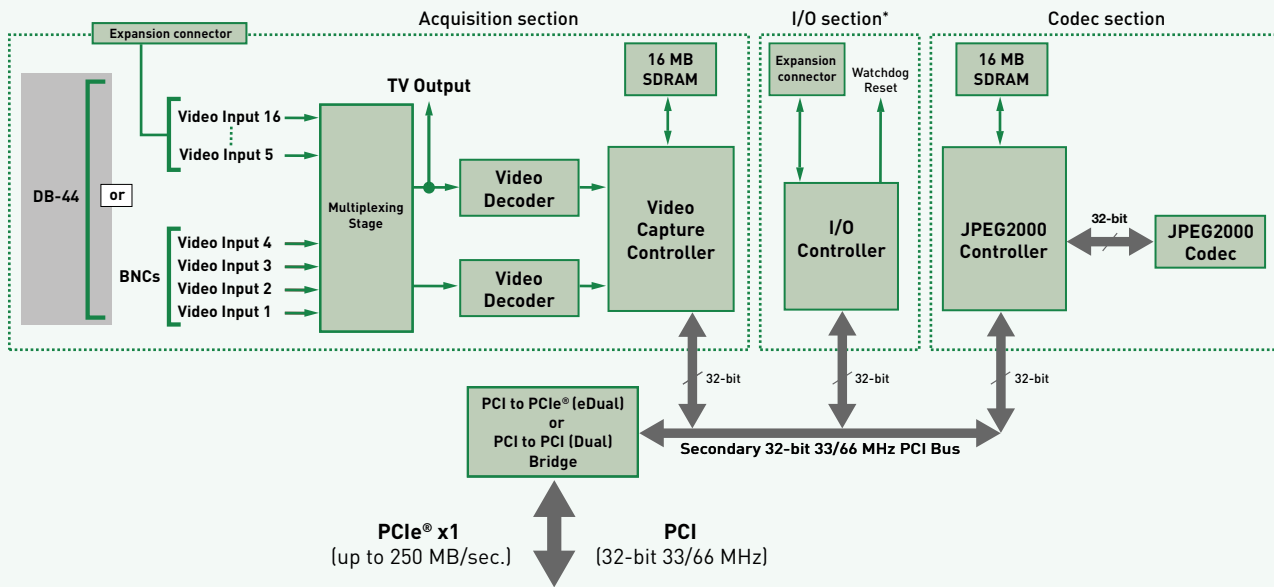 Acquisition section
I/O section*
Codec section
Expansion connector
DB-44
or
BNCs
Video Input 16
Video Input 5
Video Input 4
Video Input 3
Video Input 2
Video Input 1
Multiplexing
Stage
TV Output
Video
Decoder
Video
Decoder
16 MB
SDRAM
Video
Capture
Controller
Expansion
connector
Watchdog
Reset
I/O
Controller
16 MB
SDRAM
JPEG2000
Controller
32-bit
JPEG2000
Codec
32-bit
32-bit
32-bit
PCI to PCIe® (eDual)
or
PCI to PCI (Dual)
Bridge
Secondary 32-bit 33/66 MHz PCI Bus
PCIe® x1
(up to 250 MB/sec.)
PCI
(32-bit 33/66 MHz)